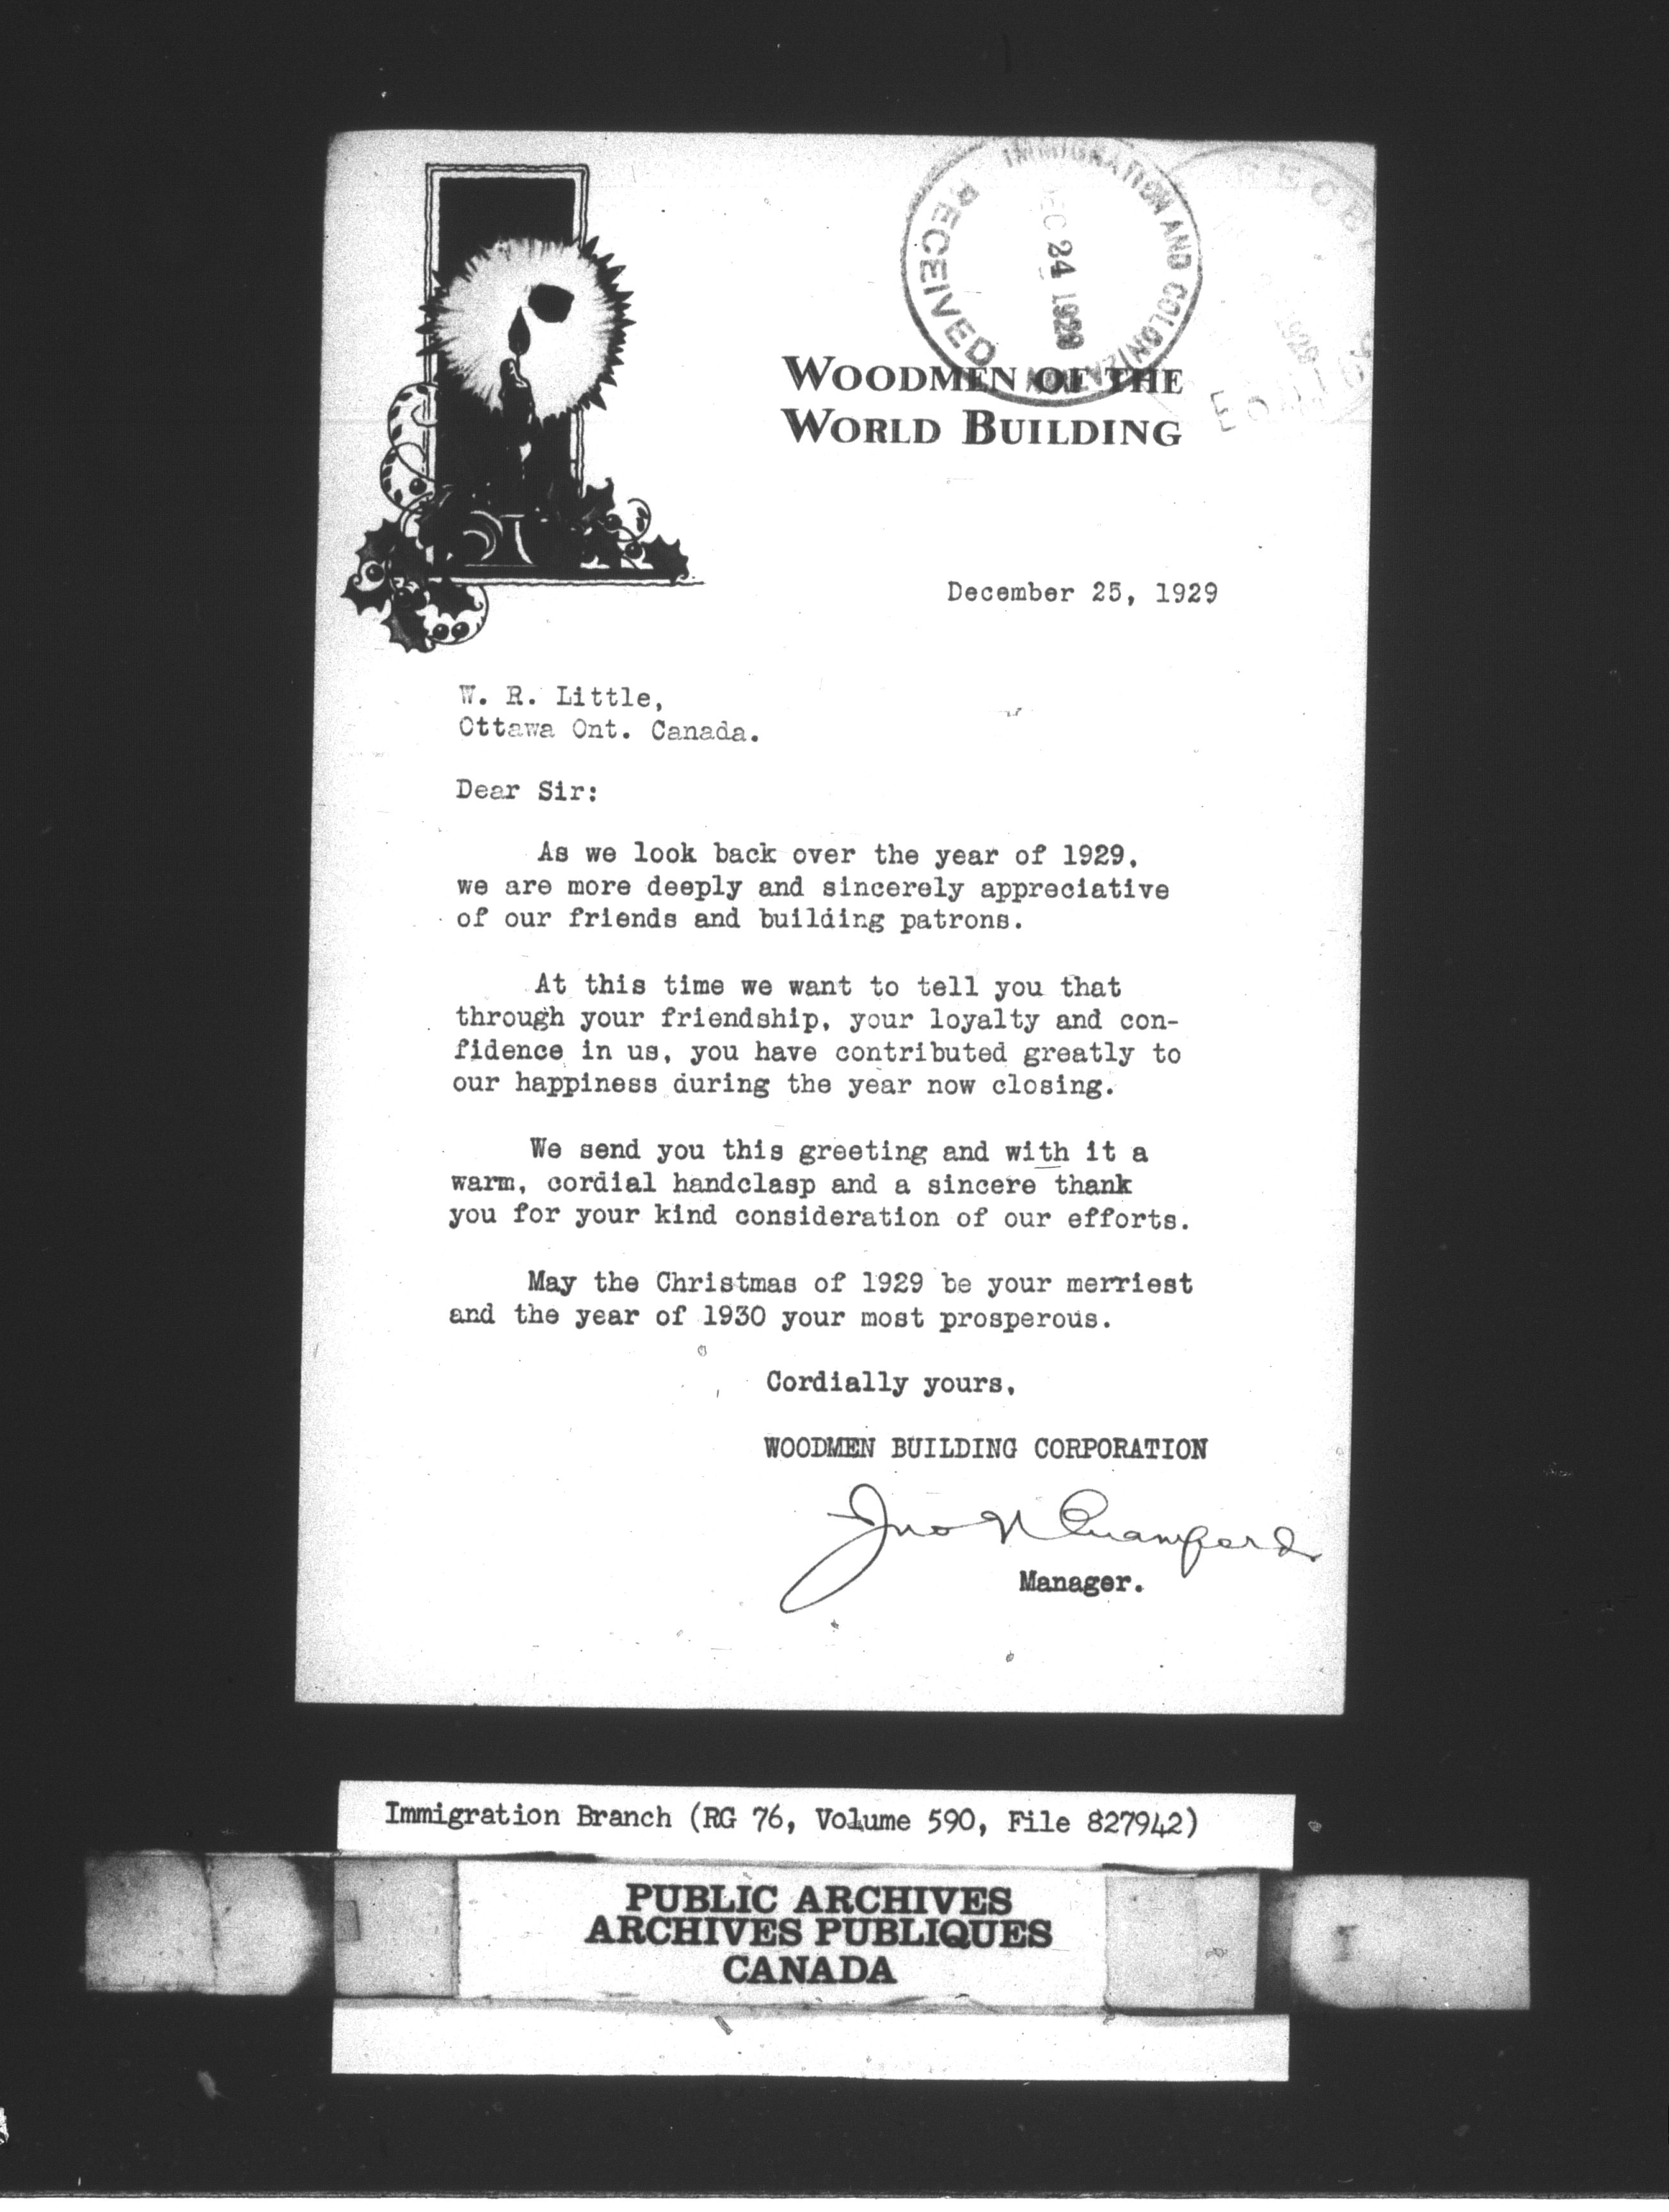 IMMIGRATION AND COLONIZATION
RECEIVED
DEC 24 1929
WOODMEN OF THE
WORLD BUILDING
December 25, 1929
W. R. Little,
Ottawa Ont. Canada.
Dear Sir:
As we look back over the year of 1929,
we are more deeply and sincerely appreciative
of our friends and building patrons.
At this time we want to tell you that
through your friendship, your loyalty and con-
fidence in us, you have contributed greatly to
our happiness during the year now closing.
We send you this greeting and with it a
warm, cordial handclasp and a sincere thank
you for your kind consideration of our efforts.
May the Christmas of 1929 be your merriest
and the year of 1930 your most prosperous.
Cordially yours,
WOODMEN BUILDING CORPORATION
Jno N Crawford
Manager.
Immigration Branch (RG 76, Volume 590, File 827942)
PUBLIC ARCHIVES
ARCHIVES PUBLIQUES
CANADA